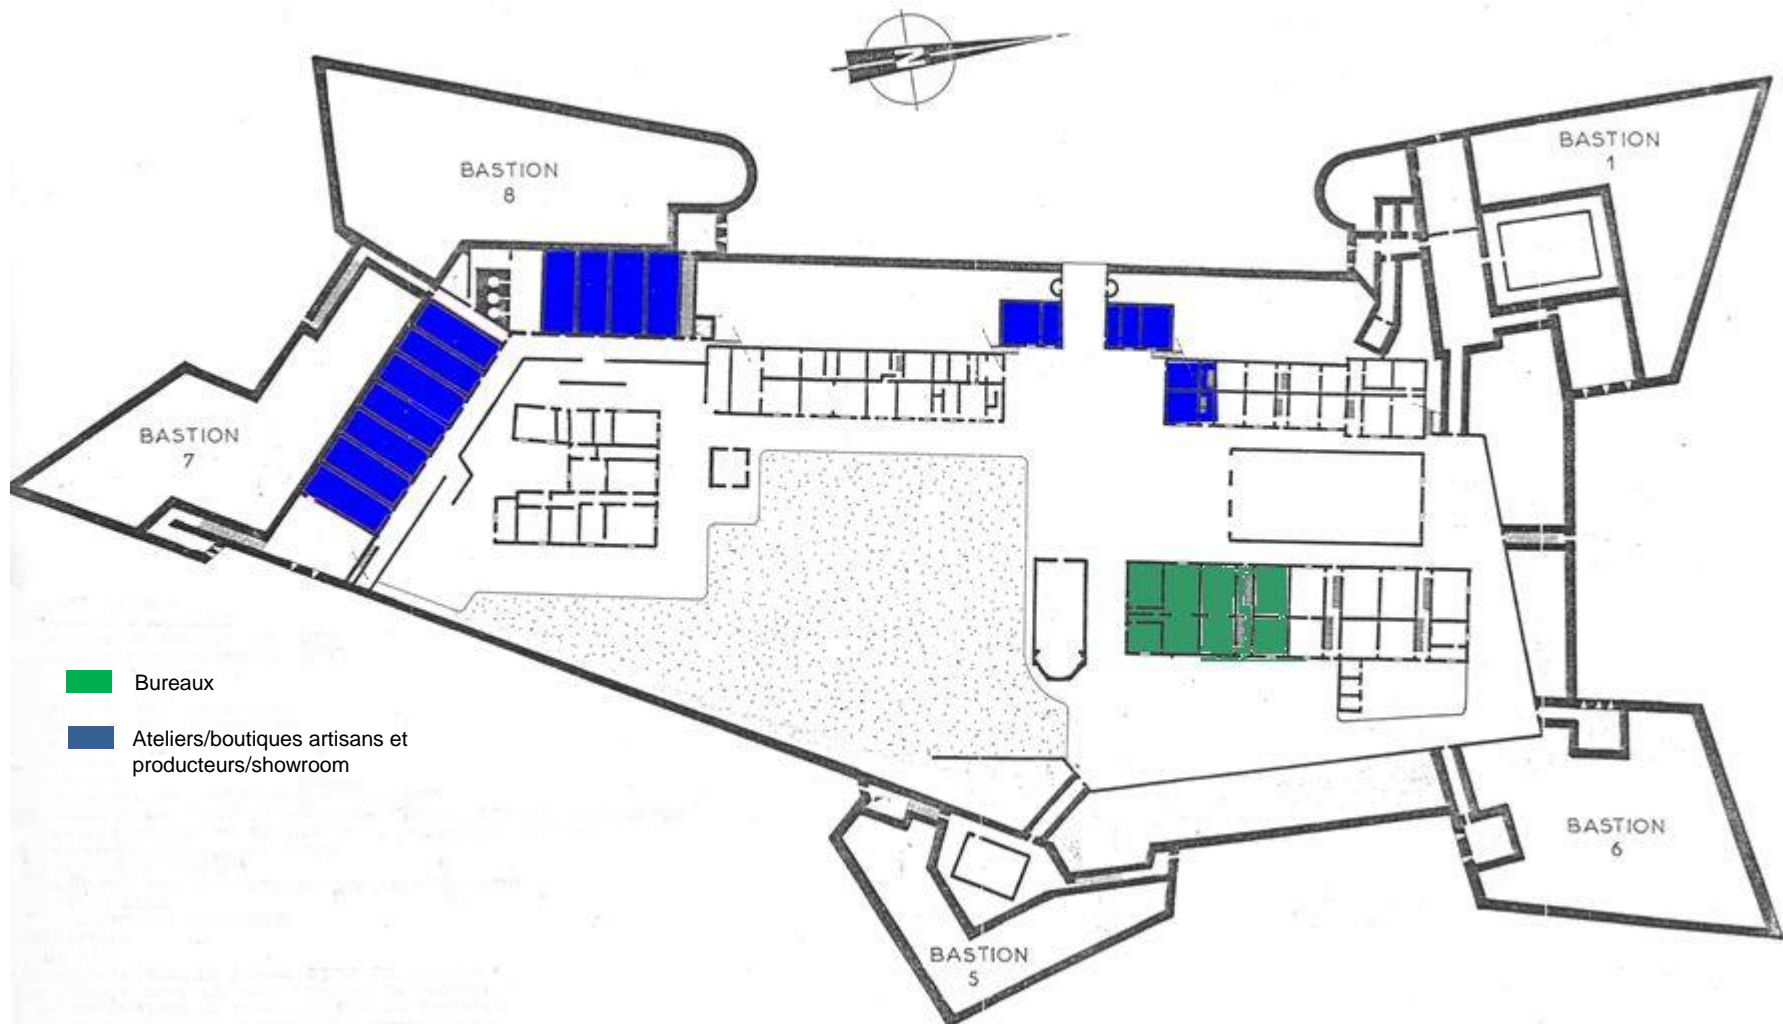 N
BASTION
8
BASTION
1
BASTION
7
Bureaux
Ateliers/boutiques artisans et
producteurs/showroom
BASTION
6
BASTION
5